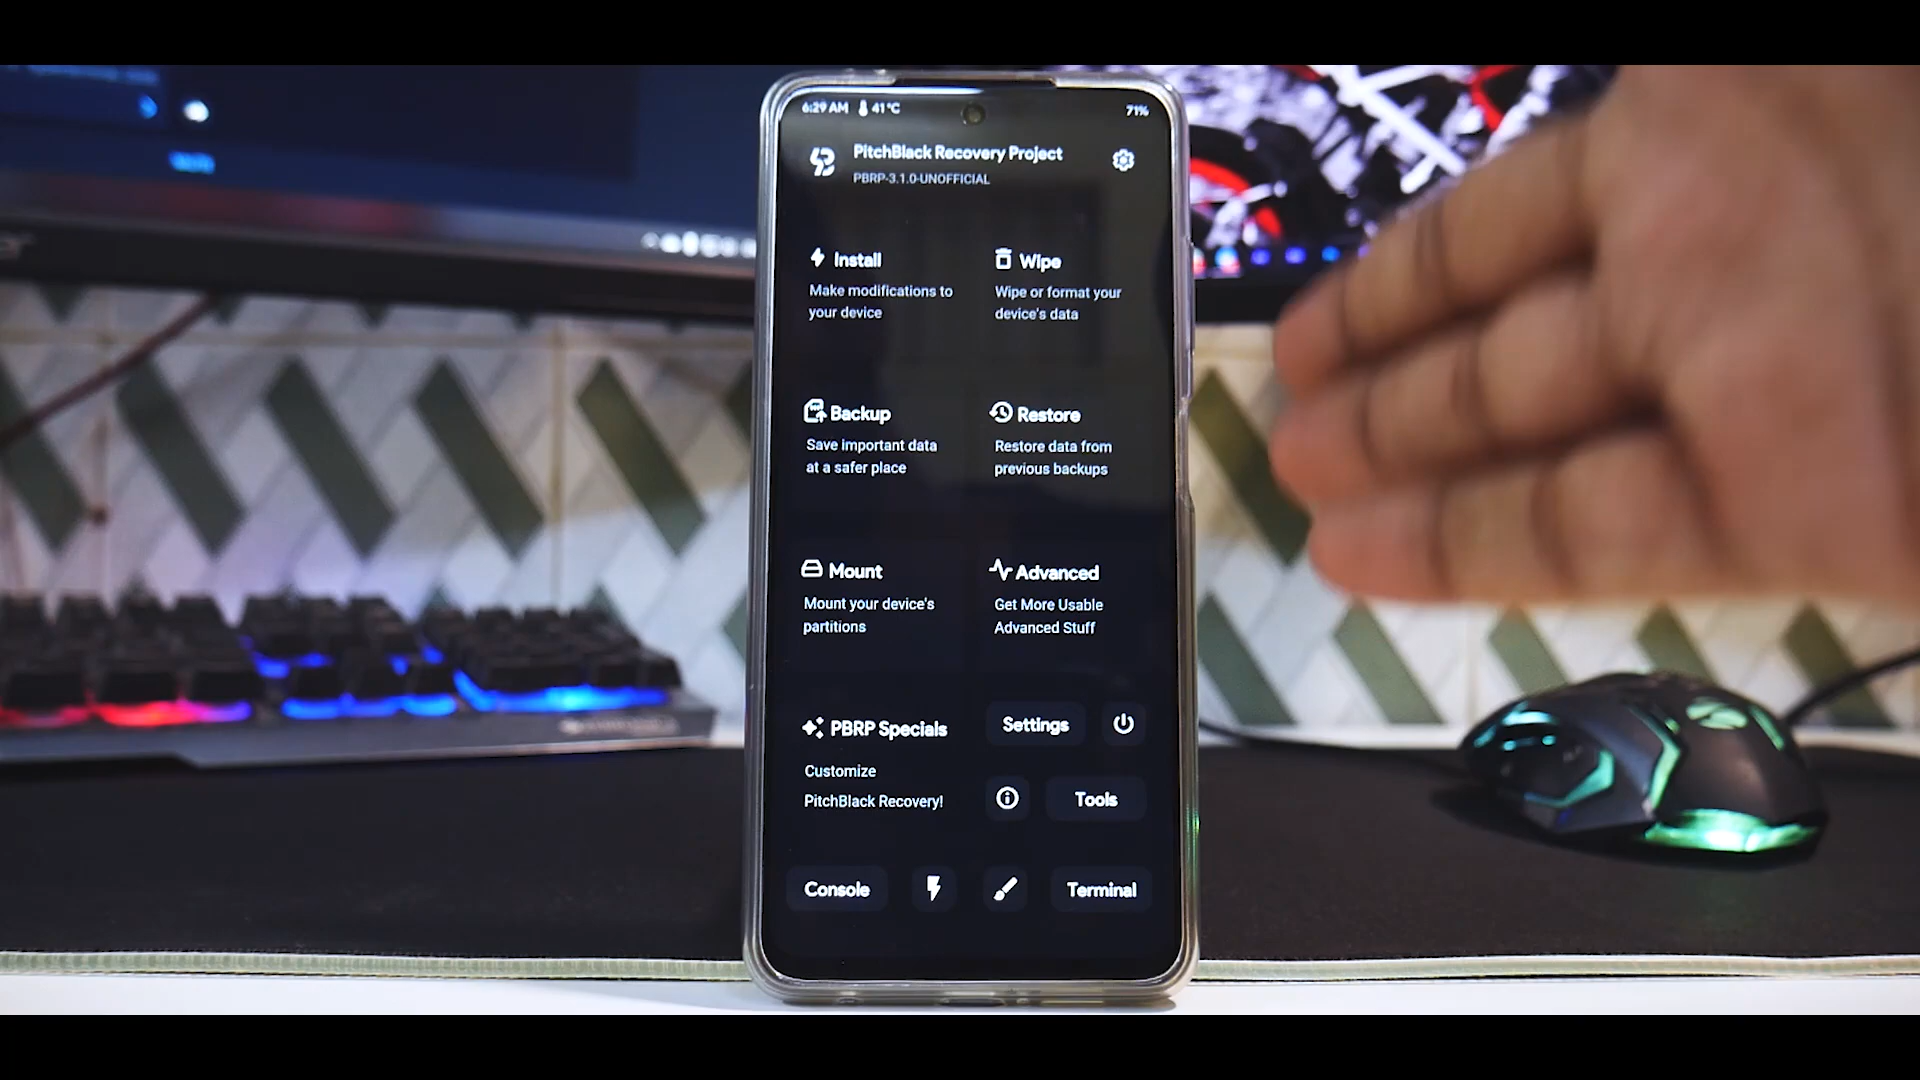 6:29 AM 41°C 71%
PitchBlack Recovery Project
PBRP-3.1.0-UNOFFICIAL
Install
Make modifications to
your device
Wipe
Wipe or format your
device's data
Backup
Save important data
at a safer place
Restore
Restore data from
previous backups
Mount
Mount your device's
partitions
Advanced
Get More Usable
Advanced Stuff
PBRP Specials
Customize
PitchBlack Recovery!
Settings
Tools
Console
Terminal